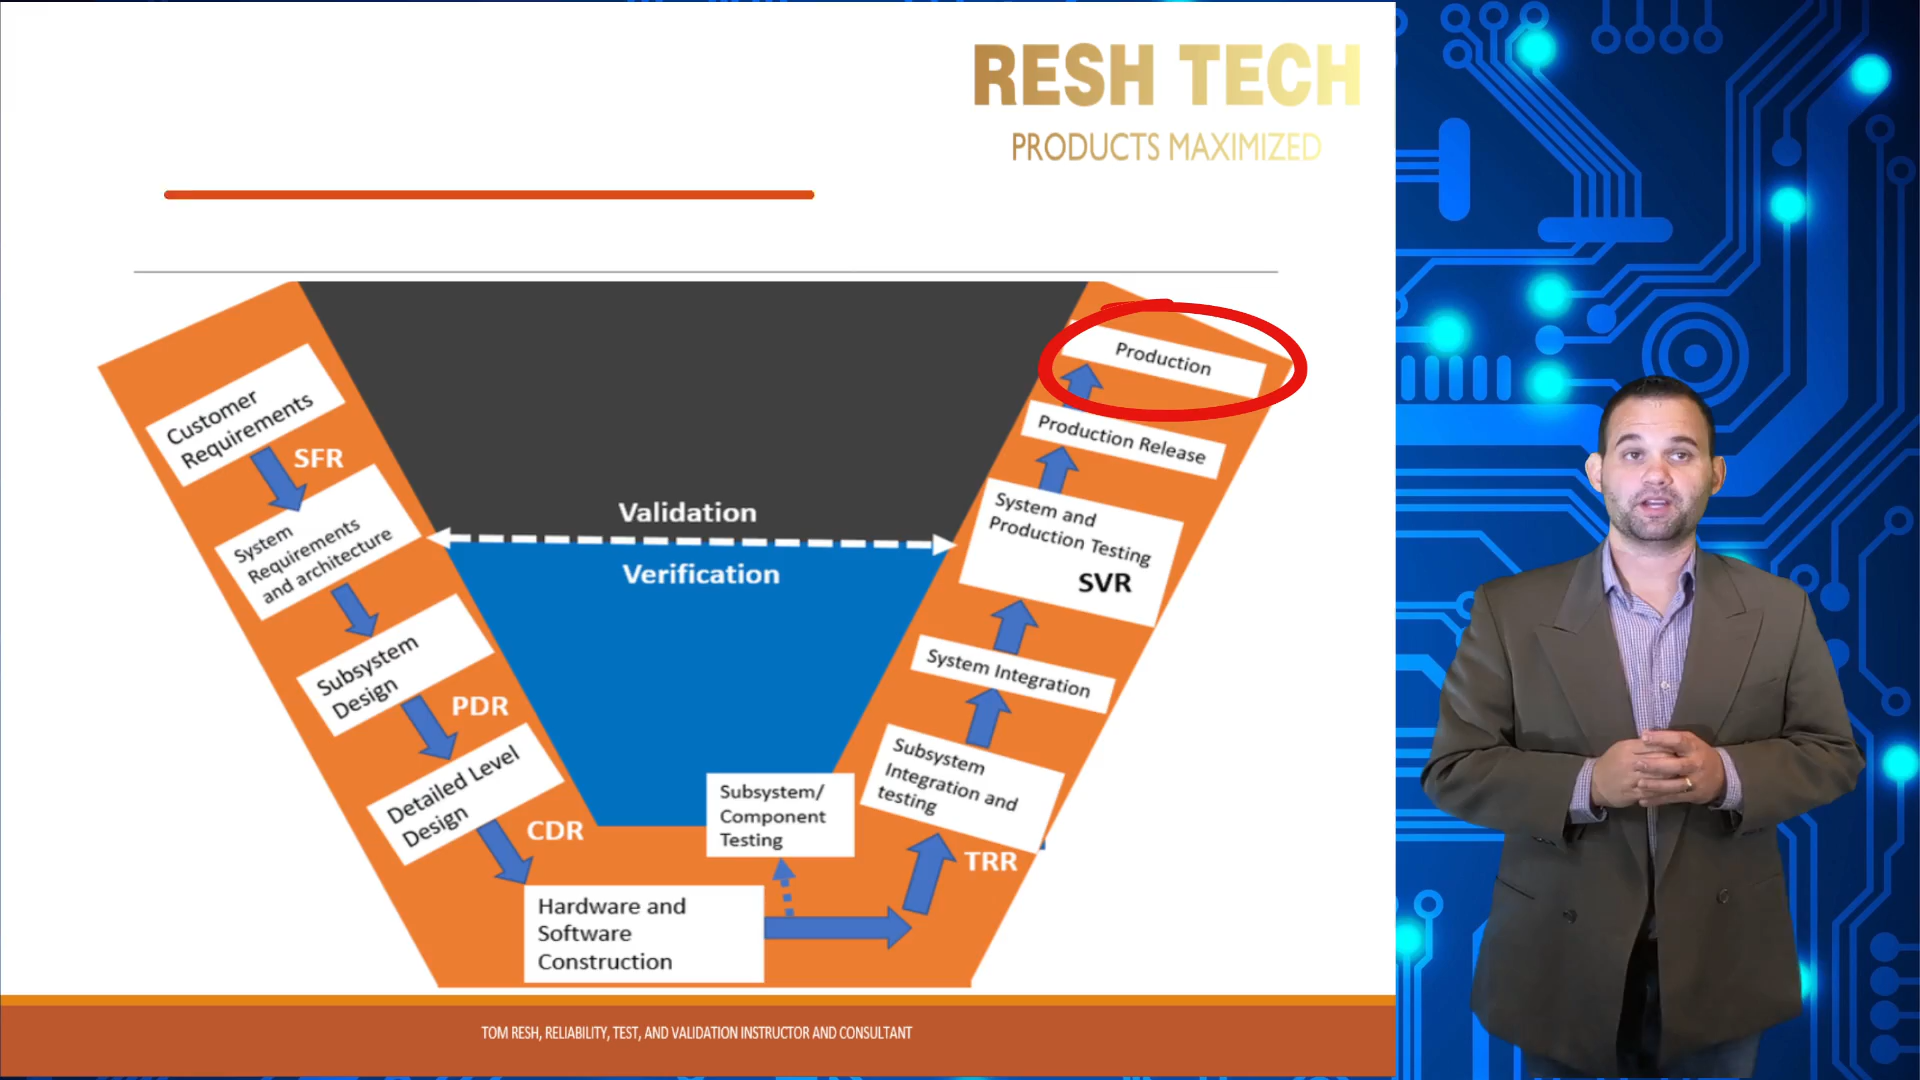 RESH TECH
PRODUCTS MAXIMIZED
Customer
Requirements
SFR
System
Requirements
and architecture
Subsystem
Design
PDR
Detailed Level
Design
CDR
Hardware and
Software
Construction
Validation
Verification
Subsystem/
Component
Testing
TRR
Subsystem
Integration and
testing
System Integration
System and
Production Testing
SVR
Production Release
Production
TOM RESH, RELIABILITY, TEST, AND VALIDATION INSTRUCTOR AND CONSULTANT